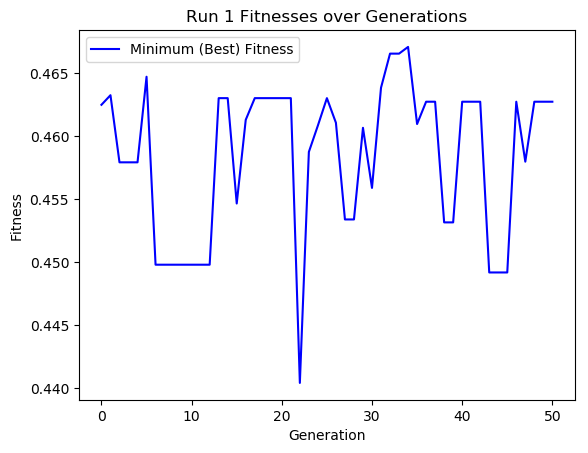 Run 1 Fitnesses over Generations
Minimum (Best) Fitness
0.465
0.460
0.455
0.450
0.445
0.440
Fitness
0 10 20 30 40 50
Generation